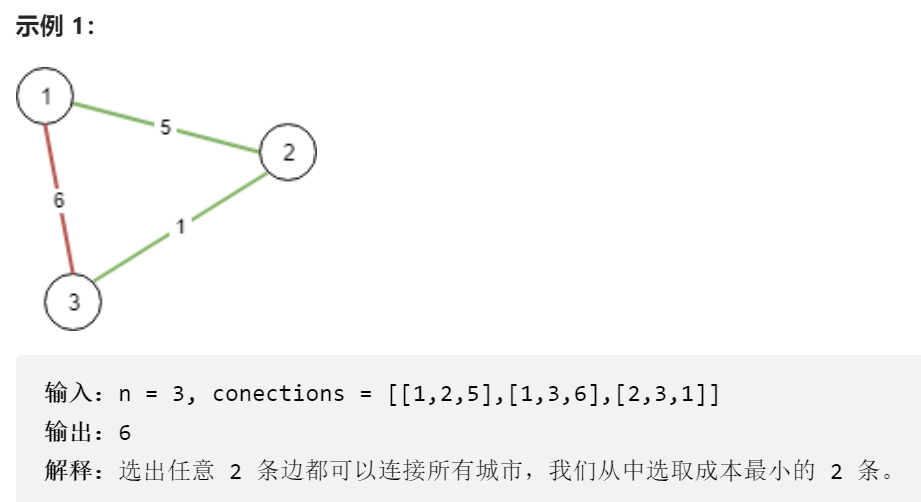 示例 1：
1
5
2
6
1
3
输入：n = 3, conections = [[1,2,5],[1,3,6],[2,3,1]]
输出：6
解释：选出任意 2 条边都可以连接所有城市，我们从中选取成本最小的 2 条。